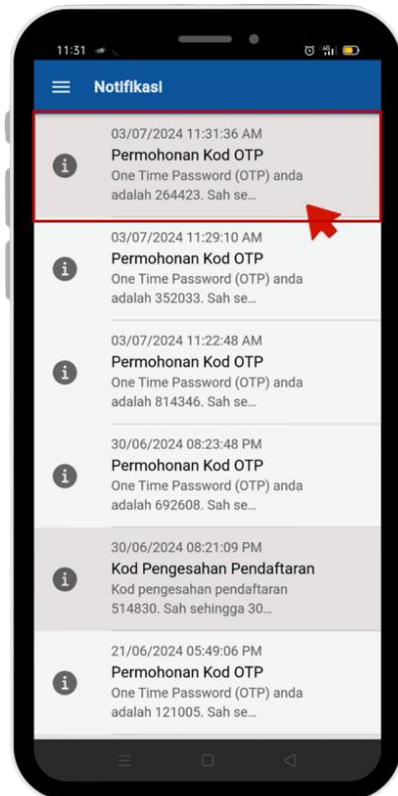 11:31
Notifikasi
03/07/2024 11:31:36 AM
Permohonan Kod OTP
One Time Password (OTP) anda
adalah 264423. Sah se...
03/07/2024 11:29:10 AM
Permohonan Kod OTP
One Time Password (OTP) anda
adalah 352033. Sah se...
03/07/2024 11:22:48 AM
Permohonan Kod OTP
One Time Password (OTP) anda
adalah 814346. Sah se...
30/06/2024 08:23:48 PM
Permohonan Kod OTP
One Time Password (OTP) anda
adalah 692608. Sah se...
30/06/2024 08:21:09 PM
Kod Pengesahan Pendaftaran
Kod pengesahan pendaftaran
514830. Sah sehingga 30...
21/06/2024 05:49:06 PM
Permohonan Kod OTP
One Time Password (OTP) anda
adalah 121005. Sah se...